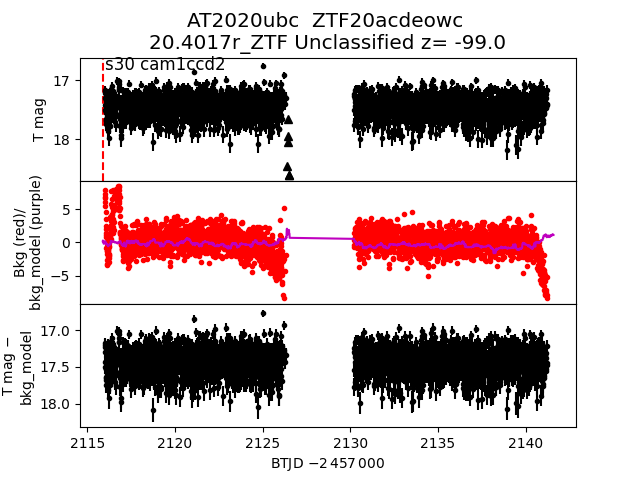 AT2020ubc  ZTF20acdeowc
20.4017r_ZTF Unclassified z= -99.0
s30 cam1ccd2
17
18
T mag
5
0
−5
Bkg (red)/
bkg_model (purple)
17.0
17.5
18.0
T mag −
bkg_model
2115
2120
2125
2130
2135
2140
BTJD −2 457 000